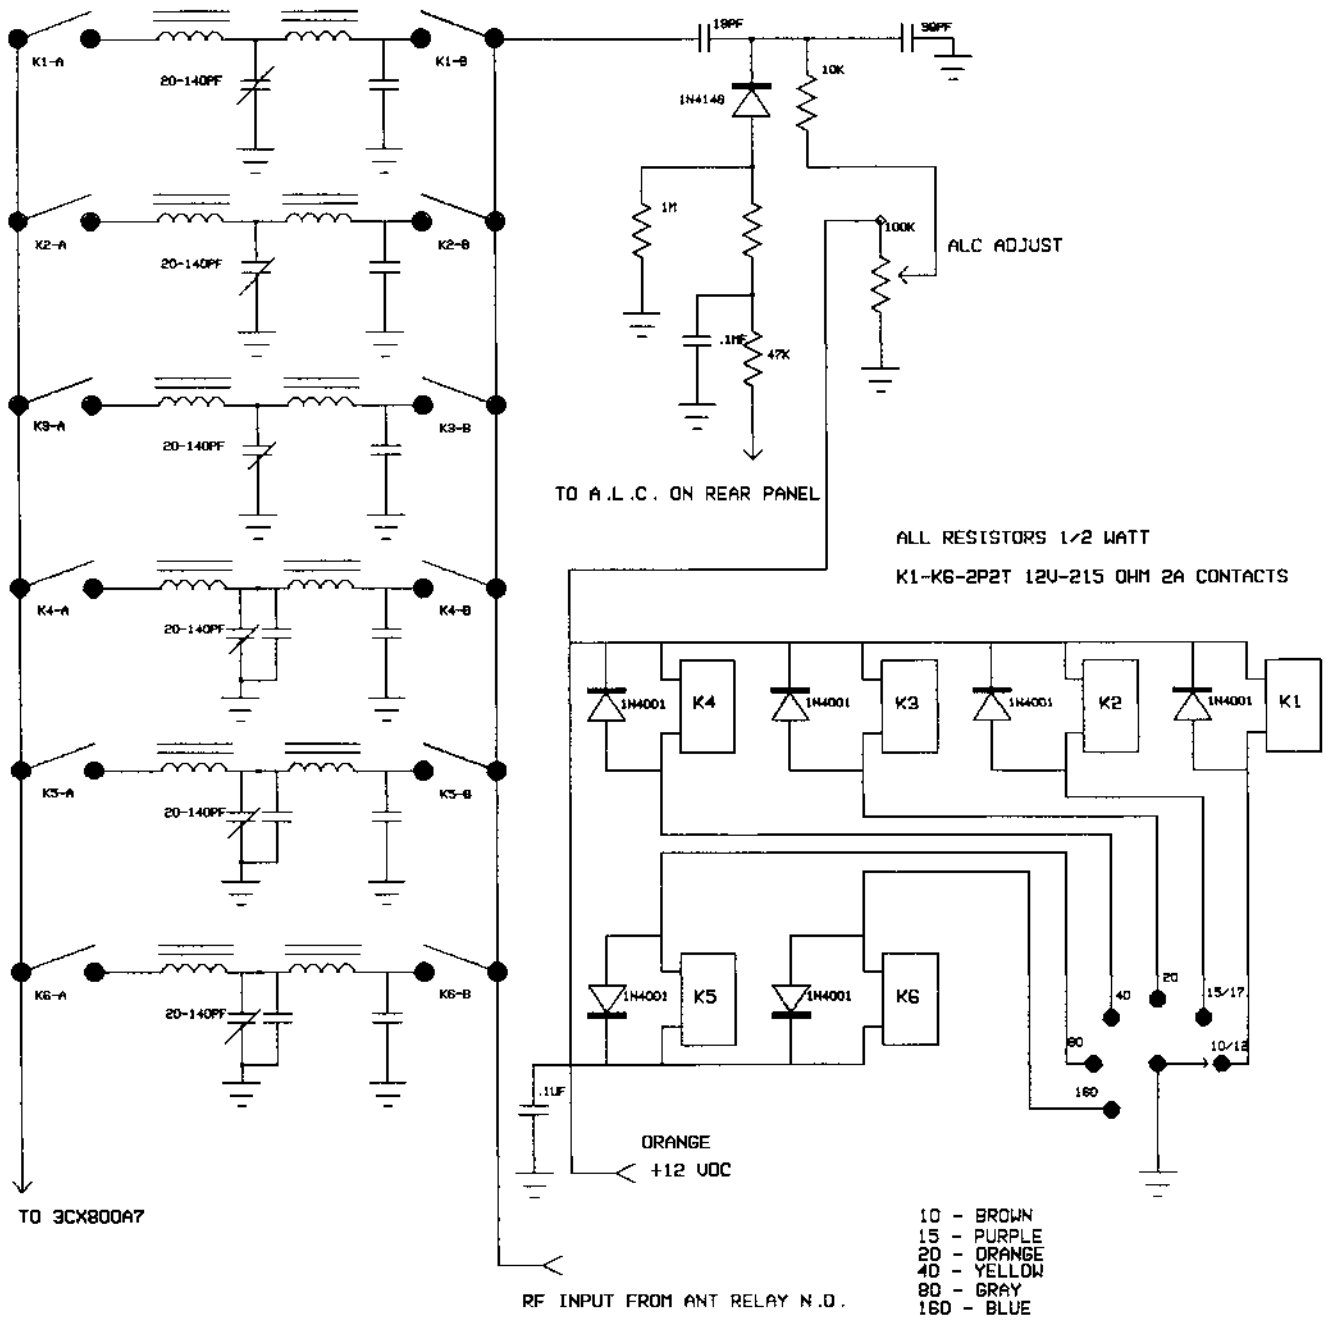 18PF
39PF
K1-A
20-140PF
K1-B
1N4148
10K
1M
K2-A
20-140PF
K2-B
100K
ALC ADJUST
.1MF
47K
K3-A
20-140PF
K3-B
TO A.L.C. ON REAR PANEL
ALL RESISTORS 1/2 WATT
K1-K6-2P2T 12V-215 OHM 2A CONTACTS
K4-A
20-140PF
K4-B
1N4001
K4
1N4001
K3
1N4001
K2
1N4001
K1
K5-A
20-140PF
K5-B
K6-A
20-140PF
K6-B
1N4001
K5
1N4001
K6
20
40
15/17
80
10/12
160
.1UF
ORANGE
+12 VDC
TO 3CX800A7
10 - BROWN
15 - PURPLE
20 - ORANGE
40 - YELLOW
80 - GRAY
160 - BLUE
RF INPUT FROM ANT RELAY N.O.